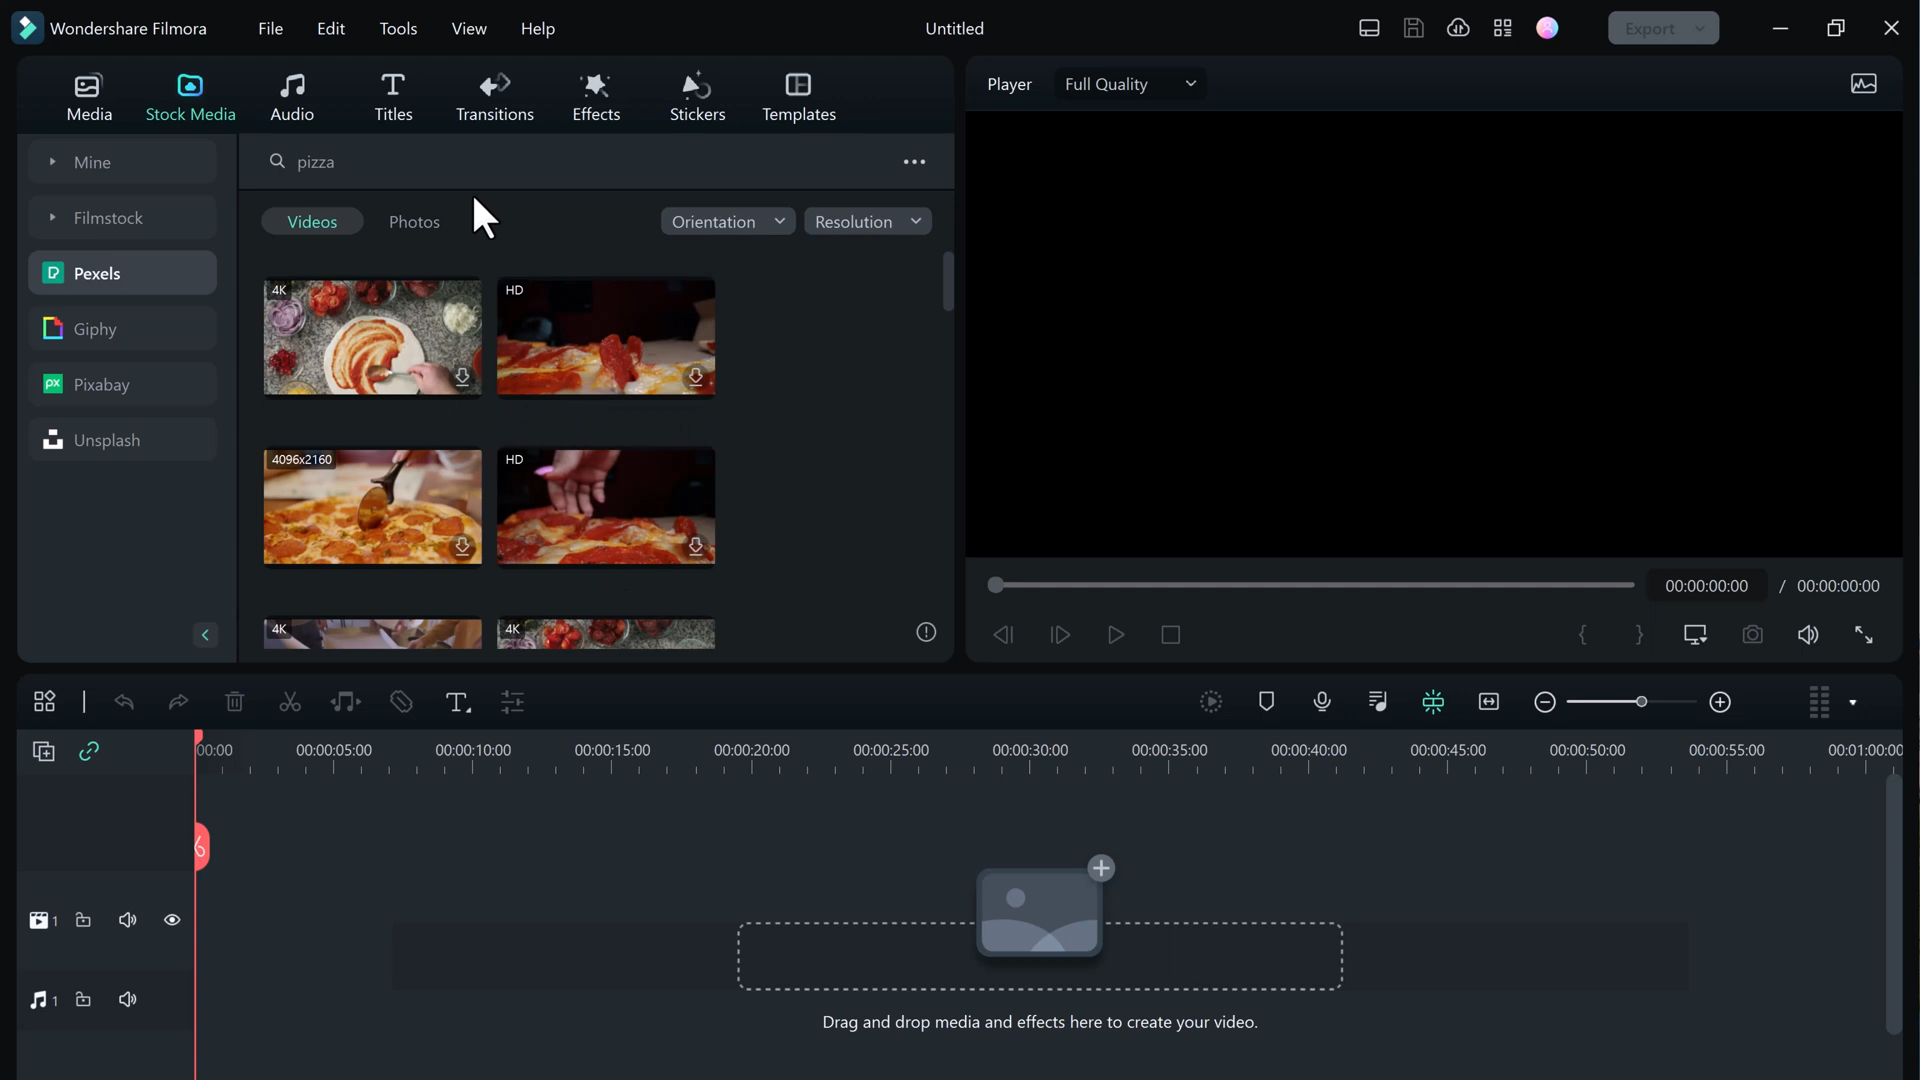 Wondershare Filmora File Edit Tools View Help Untitled Export
Media Stock Media Audio Titles Transitions Effects Stickers Templates
Player Full Quality
Mine
Filmstock
Pexels
Giphy
Pixabay
Unsplash
pizza
Videos Photos Orientation Resolution
4K HD
4096x2160 HD
4K 4K
00:00:00:00 / 00:00:00:00
{ }
00:00 00:00:05:00 00:00:10:00 00:00:15:00 00:00:20:00 00:00:25:00 00:00:30:00 00:00:35:00 00:00:40:00 00:00:45:00 00:00:50:00 00:00:55:00 00:01:00:00
1
1
Drag and drop media and effects here to create your video.